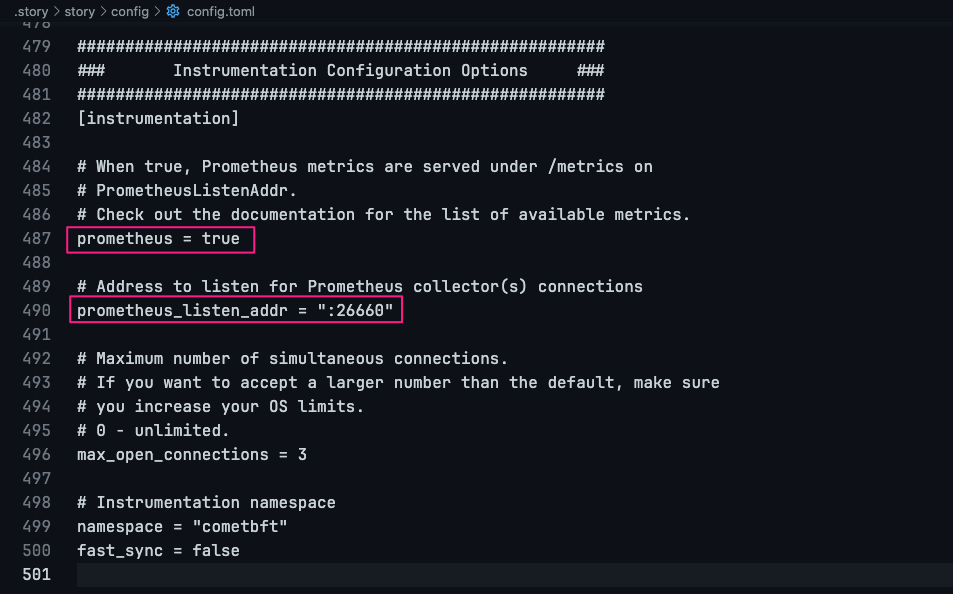 .story > story > config > config.toml
478
479 #######################################################
480 ###       Instrumentation Configuration Options     ###
481 #######################################################
482 [instrumentation]
483
484 # When true, Prometheus metrics are served under /metrics on
485 # PrometheusListenAddr.
486 # Check out the documentation for the list of available metrics.
487 prometheus = true
488
489 # Address to listen for Prometheus collector(s) connections
490 prometheus_listen_addr = ":26660"
491
492 # Maximum number of simultaneous connections.
493 # If you want to accept a larger number than the default, make sure
494 # you increase your OS limits.
495 # 0 - unlimited.
496 max_open_connections = 3
497
498 # Instrumentation namespace
499 namespace = "cometbft"
500 fast_sync = false
501